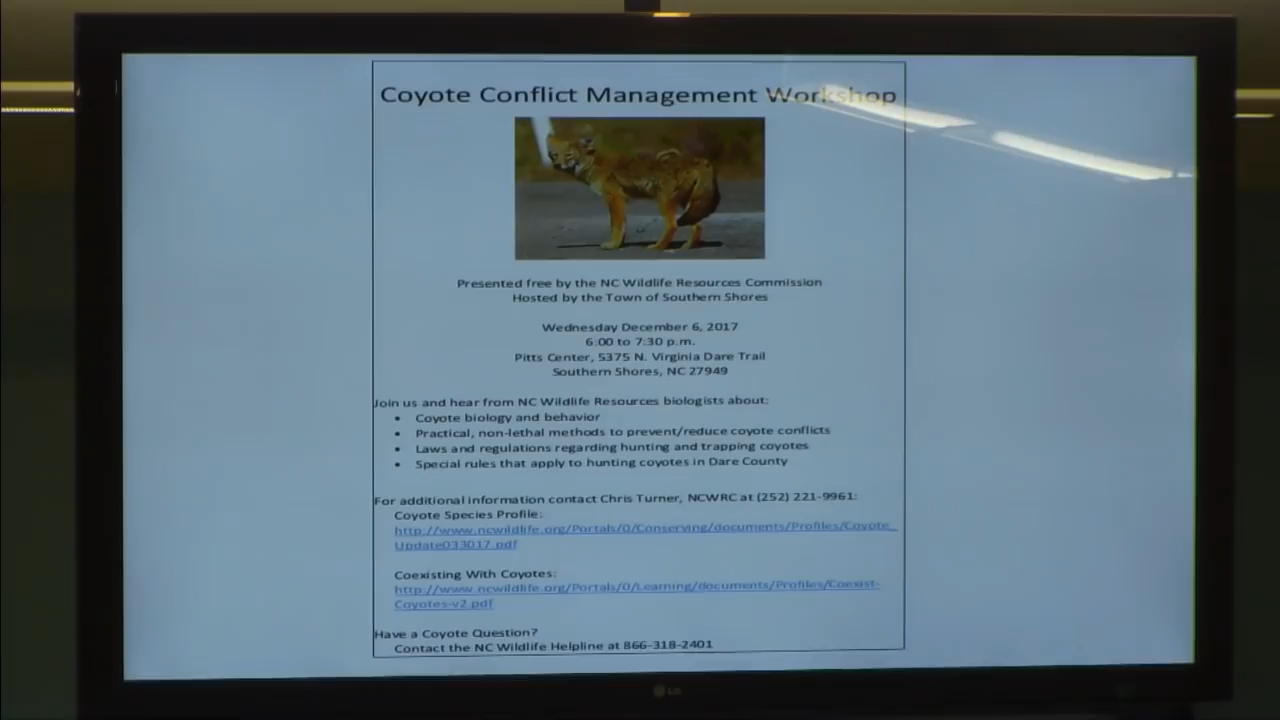 Coyote Conflict Management Workshop
Presented free by the NC Wildlife Resources Commission
Hosted by the Town of Southern Shores
Wednesday December 6, 2017
6:00 to 7:30 p.m.
Pitts Center, 5375 N. Virginia Dare Trail
Southern Shores, NC 27949
Join us and hear from NC Wildlife Resources biologists about:
• Coyote biology and behavior
• Practical, non-lethal methods to prevent/reduce coyote conflicts
• Laws and regulations regarding hunting and trapping coyotes
• Special rules that apply to hunting coyotes in Dare County
For additional information contact Chris Turner, NCWRC at (252) 221-9961:
Coyote Species Profile:
http://www.ncwildlife.org/Portals/0/Conserving/documents/Profiles/Coyote_
Update033017.pdf
Coexisting With Coyotes:
http://www.ncwildlife.org/Portals/0/Learning/documents/Profiles/Coexist-
Coyotes-v2.pdf
Have a Coyote Question?
Contact the NC Wildlife Helpline at 866-318-2401
LG